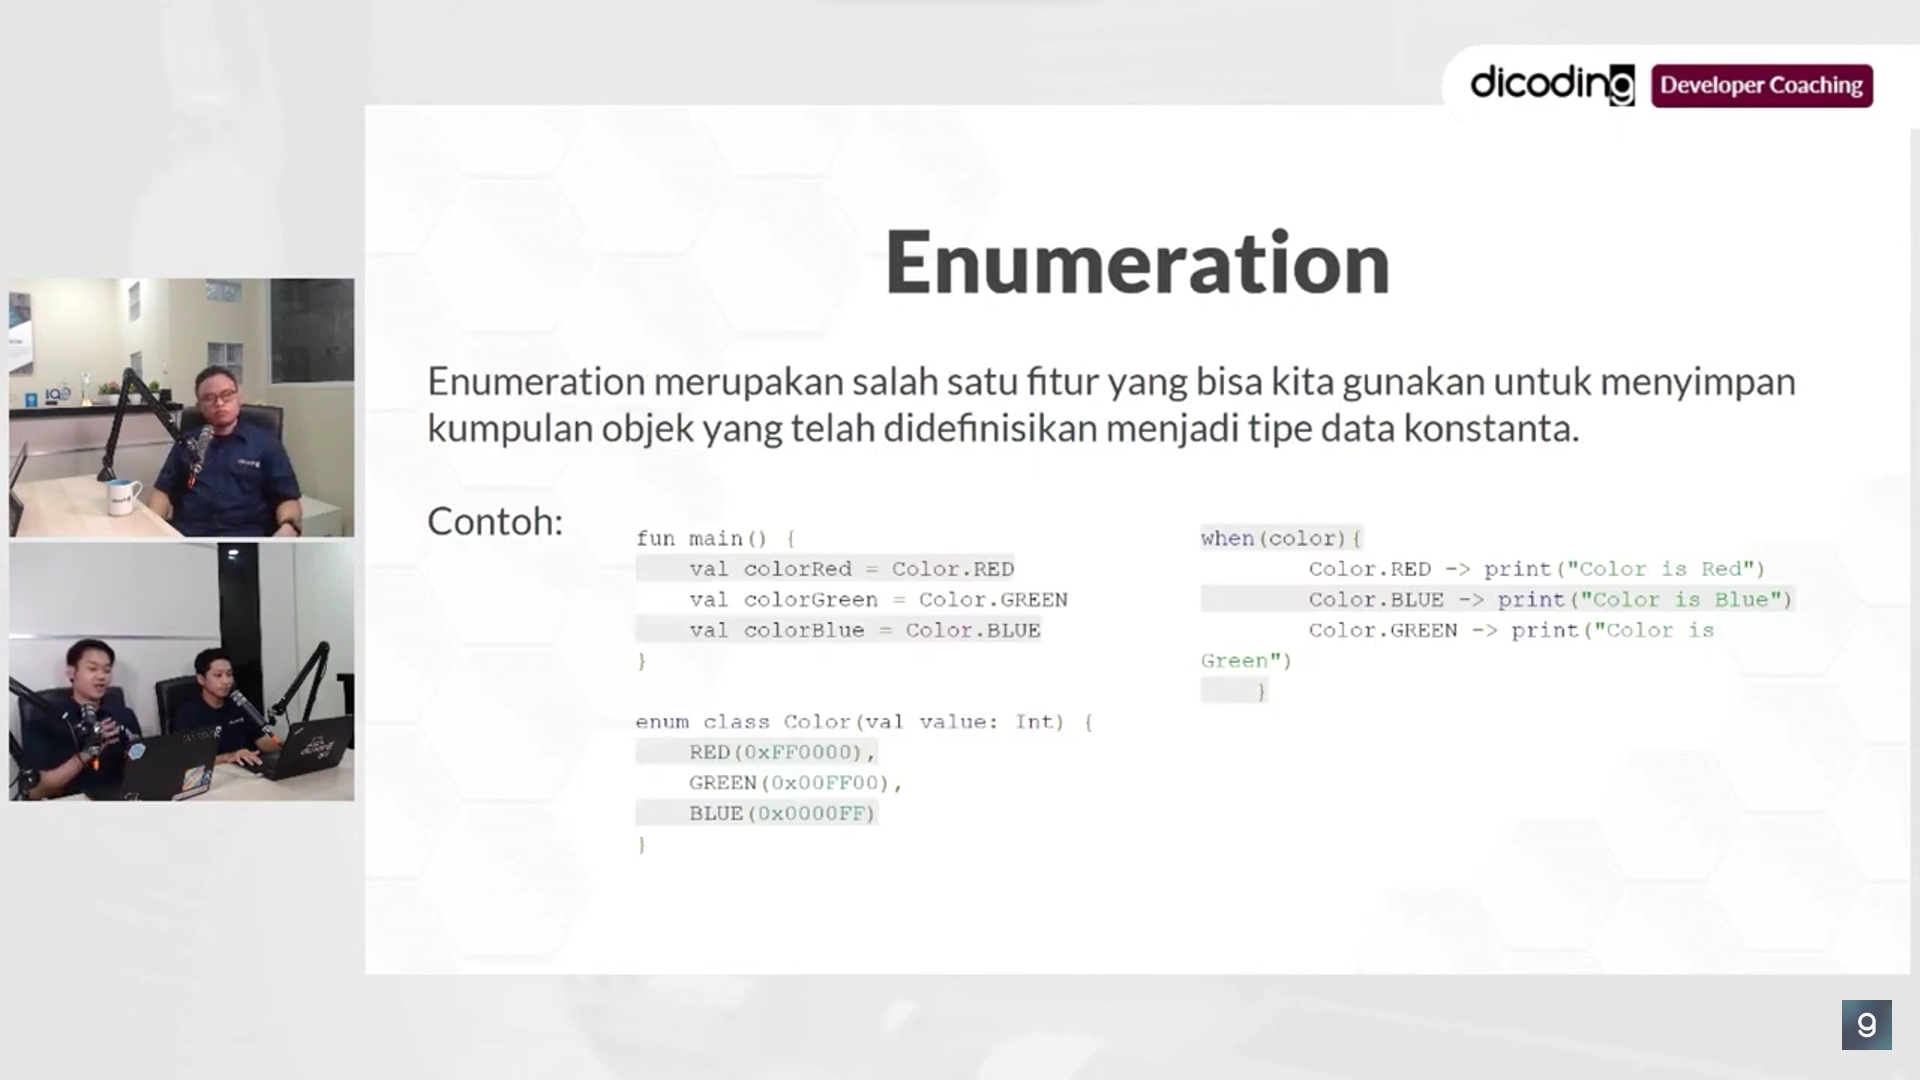 dicoding Developer Coaching
Enumeration
Enumeration merupakan salah satu fitur yang bisa kita gunakan untuk menyimpan
kumpulan objek yang telah didefinisikan menjadi tipe data konstanta.
Contoh:
fun main() {
val colorRed = Color.RED
val colorGreen = Color.GREEN
val colorBlue = Color.BLUE
}
enum class Color(val value: Int) {
RED(0xFF0000),
GREEN(0x00FF00),
BLUE(0x0000FF)
}
when(color){
Color.RED -> print("Color is Red")
Color.BLUE -> print("Color is Blue")
Color.GREEN -> print("Color is
Green")
}
9